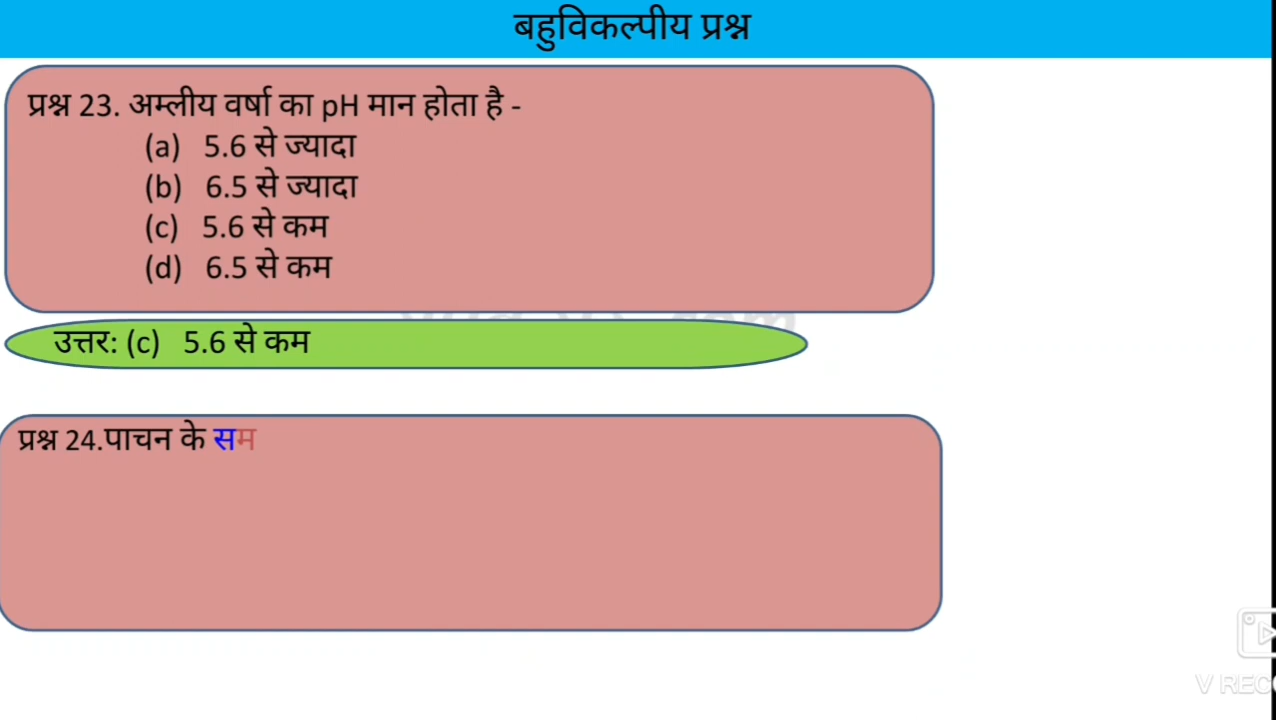 बहुविकल्पीय प्रश्न
प्रश्न 23. अम्लीय वर्षा का pH मान होता है -
(a) 5.6 से ज्यादा
(b) 6.5 से ज्यादा
(c) 5.6 से कम
(d) 6.5 से कम
उत्तर: (c) 5.6 से कम
प्रश्न 24.पाचन के सम
V REC